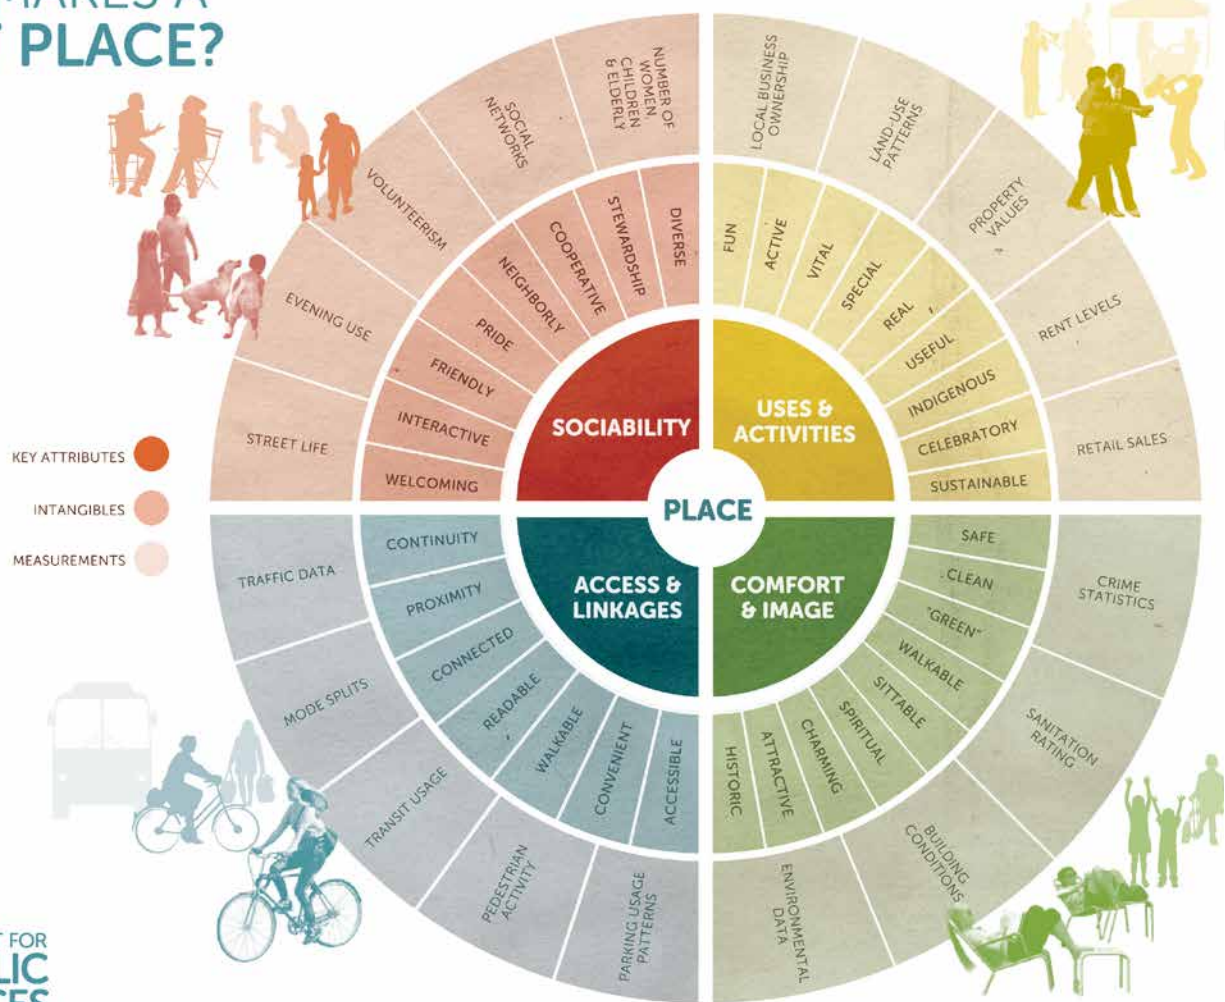 MAKES A
PLACE?
KEY ATTRIBUTES
INTANGIBLES
MEASUREMENTS
PLACE
SOCIABILITY
USES &
ACTIVITIES
ACCESS &
LINKAGES
COMFORT
& IMAGE
WELCOMING
INTERACTIVE
FRIENDLY
PRIDE
NEIGHBORLY
COOPERATIVE
STEWARDSHIP
DIVERSE
FUN
ACTIVE
VITAL
SPECIAL
REAL
USEFUL
INDIGENOUS
CELEBRATORY
SUSTAINABLE
SAFE
CLEAN
"GREEN"
WALKABLE
SITTABLE
SPIRITUAL
CHARMING
ATTRACTIVE
HISTORIC
ACCESSIBLE
CONVENIENT
WALKABLE
READABLE
CONNECTED
PROXIMITY
CONTINUITY
STREET LIFE
EVENING USE
VOLUNTEERISM
SOCIAL
NETWORKS
NUMBER OF
WOMEN,
CHILDREN
& ELDERLY
LOCAL BUSINESS
OWNERSHIP
LAND-USE
PATTERNS
PROPERTY
VALUES
RENT LEVELS
RETAIL SALES
CRIME
STATISTICS
SANITATION
RATING
BUILDING
CONDITIONS
ENVIRONMENTAL
DATA
PARKING USAGE
PATTERNS
PEDESTRIAN
ACTIVITY
TRANSIT USAGE
MODE SPLITS
TRAFFIC DATA
T FOR
LIC
CES